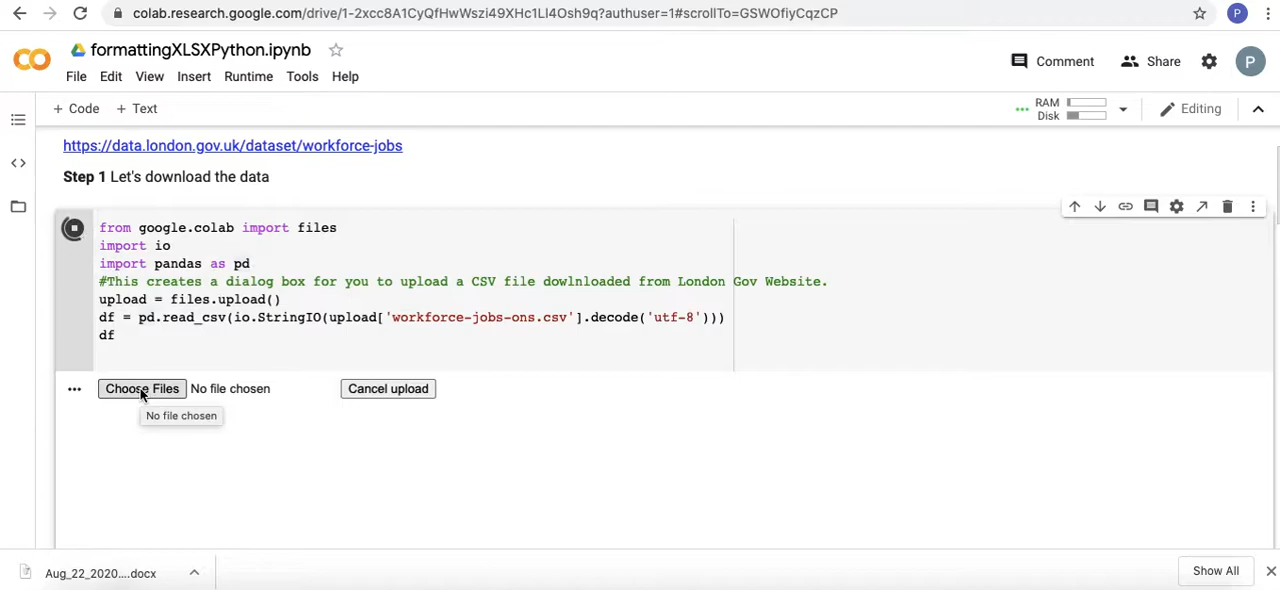 colab.research.google.com/drive/1-2xcc8A1CyQfHwWszi49XHc1LI4Osh9q?authuser=1#scrollTo=GSWOfiyCqzCP
P
formattingXLSXPython.ipynb
Comment
Share
P
File Edit View Insert Runtime Tools Help
+ Code + Text
RAM
Disk
Editing
https://data.london.gov.uk/dataset/workforce-jobs
Step 1 Let's download the data
from google.colab import files
import io
import pandas as pd
#This creates a dialog box for you to upload a CSV file dowlnloaded from London Gov Website.
upload = files.upload()
df = pd.read_csv(io.StringIO(upload['workforce-jobs-ons.csv'].decode('utf-8')))
df
Choose Files No file chosen Cancel upload
No file chosen
Aug_22_2020....docx
Show All